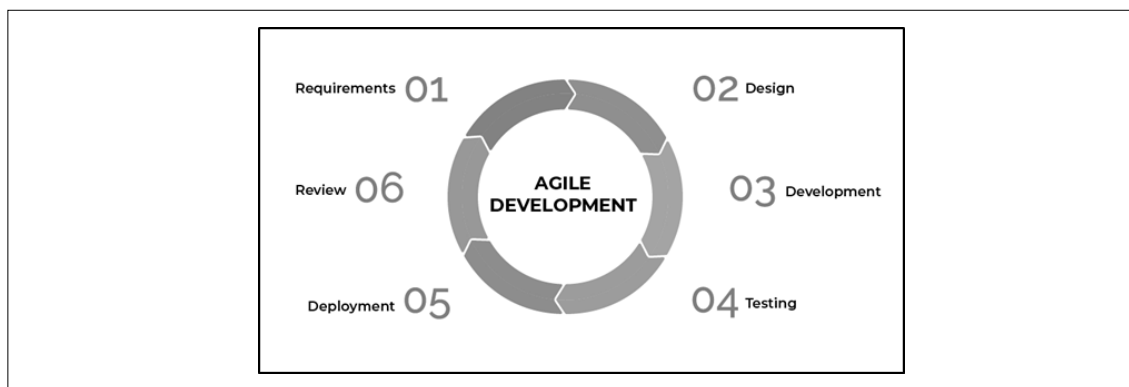 Requirements 01
02 Design
Review 06
AGILE
DEVELOPMENT
03 Development
Deployment 05
04 Testing